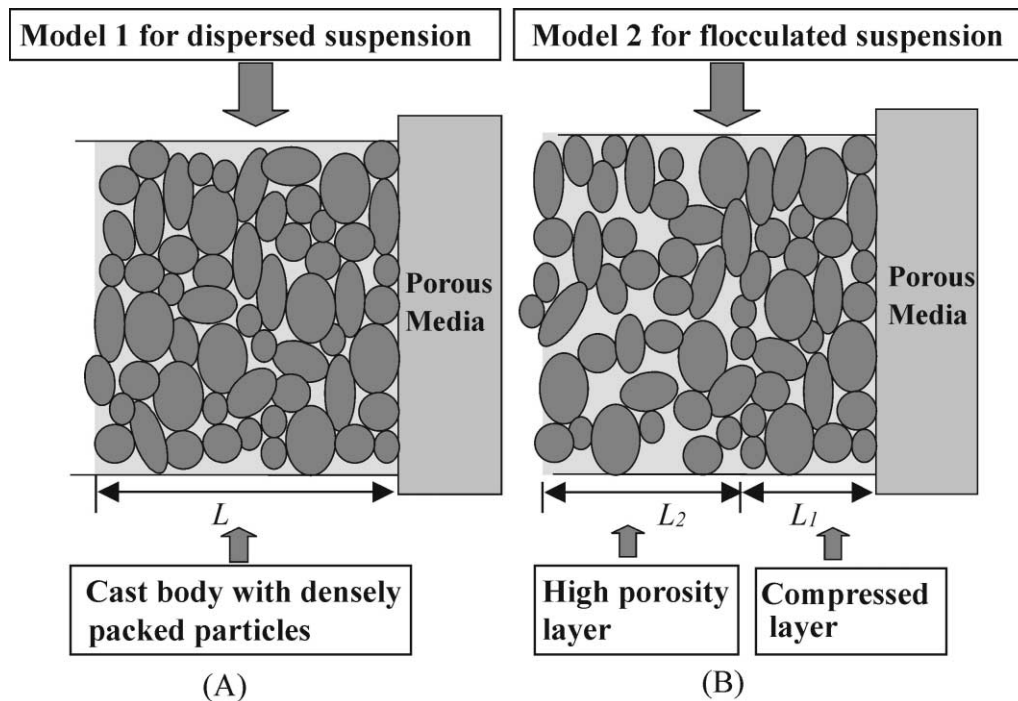 Model 1 for dispersed suspension
Model 2 for flocculated suspension
Porous
Media
Porous
Media
L
L2
L1
Cast body with densely
packed particles
High porosity
layer
Compressed
layer
(A)
(B)